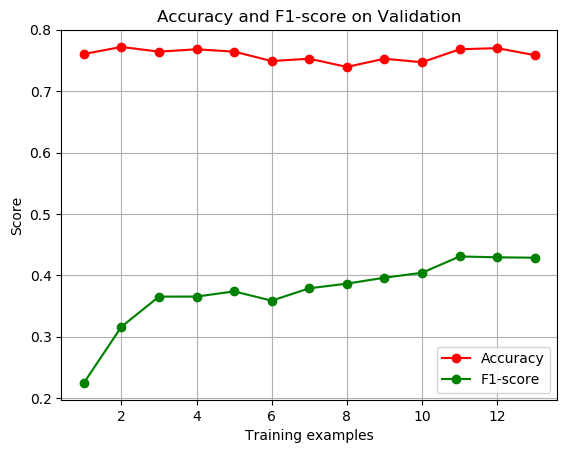 Accuracy and F1-score on Validation
0.8
0.7
0.6
0.5
0.4
0.3
0.2
Score
Accuracy
F1-score
2 4 6 8 10 12
Training examples